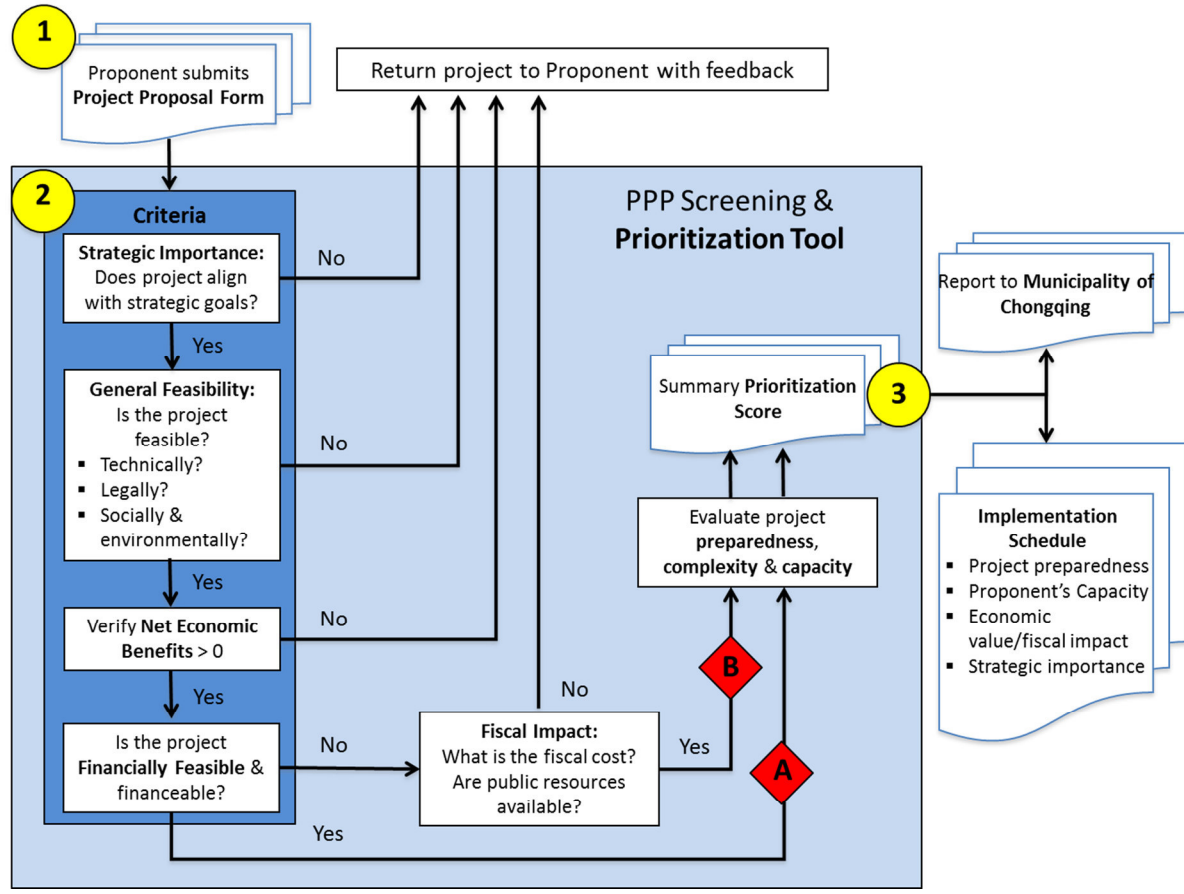 1
Proponent submits
Project Proposal Form
Return project to Proponent with feedback
2
Criteria
PPP Screening &
Prioritization Tool
Strategic Importance:
Does project align
with strategic goals?
No
Yes
General Feasibility:
Is the project
feasible?
▪ Technically?
▪ Legally?
▪ Socially &
environmentally?
No
Yes
Verify Net Economic
Benefits > 0
No
Yes
Is the project
Financially Feasible &
financeable?
No
Yes
Fiscal Impact:
What is the fiscal cost?
Are public resources
available?
No
Yes
B
A
Evaluate project
preparedness,
complexity & capacity
Summary Prioritization
Score
3
Report to Municipality of
Chongqing
Implementation
Schedule
▪ Project preparedness
▪ Proponent's Capacity
▪ Economic
value/fiscal impact
▪ Strategic importance